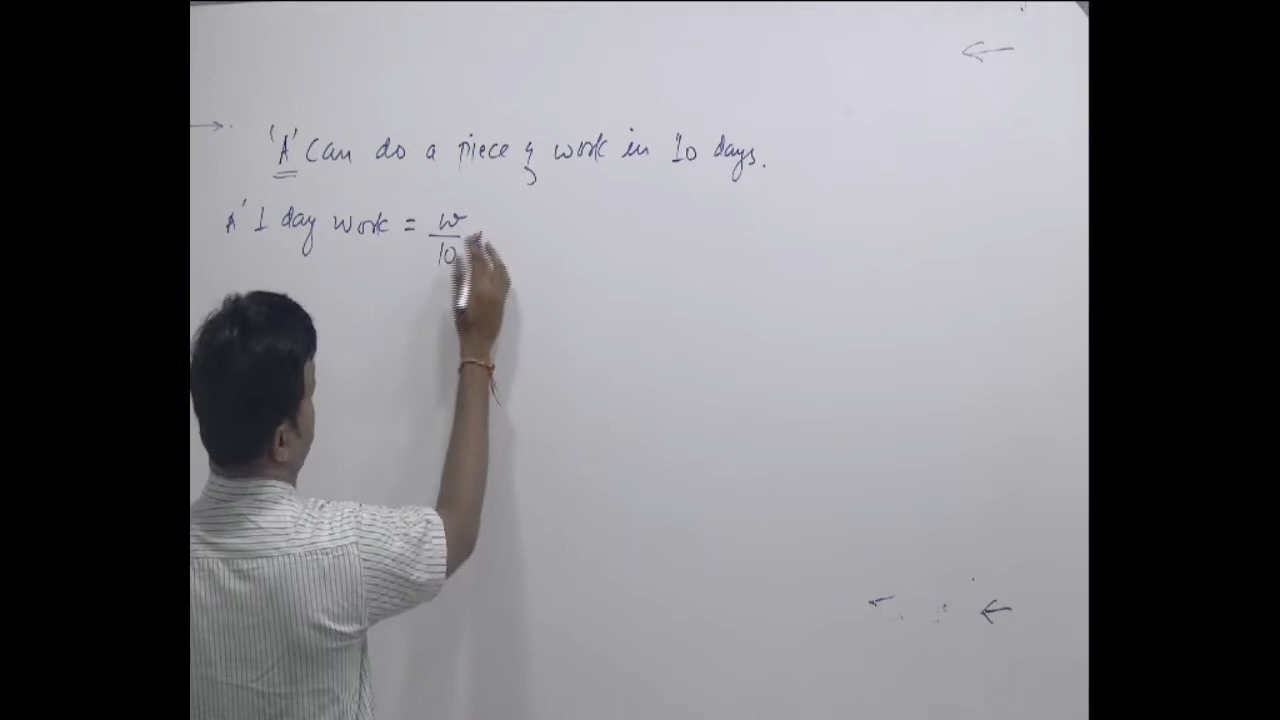 'A' Can do a piece of work in 10 days.
A' 1 day work = w/10